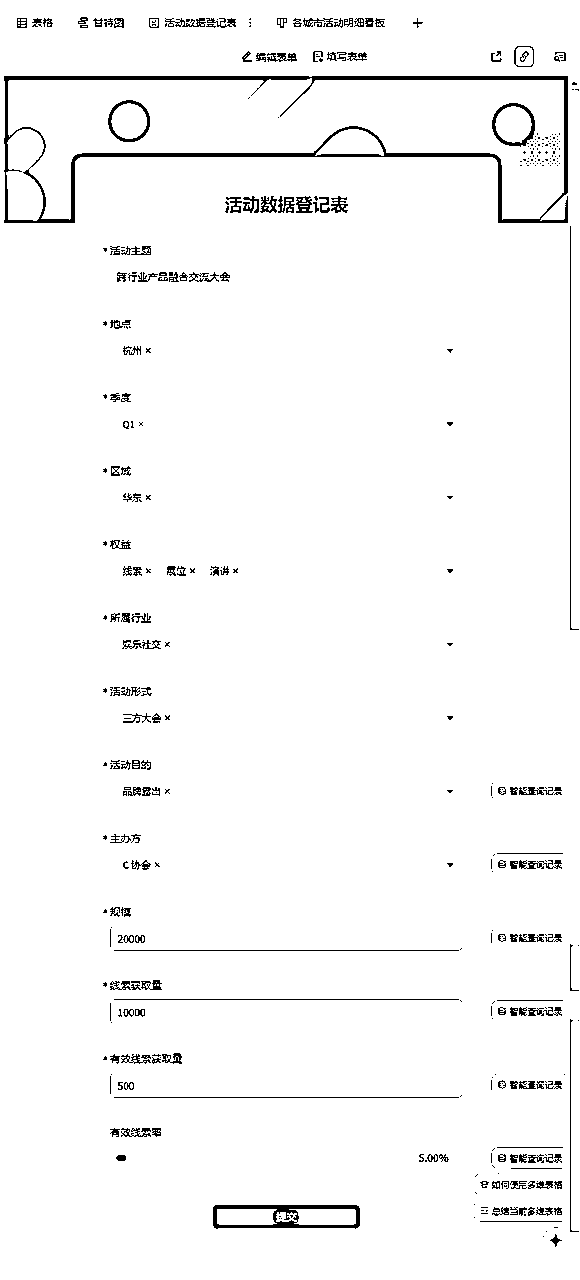 表格 甘特图 活动数据登记表 各城市活动明细看板
编辑表单 填写表单
活动数据登记表
* 活动主题
跨行业产品融合交流大会
* 地点
杭州 ×
* 季度
Q1 ×
* 区域
华东 ×
* 权益
线索 × 展位 × 演讲 ×
* 所属行业
娱乐社交 ×
* 活动形式
三方大会 ×
* 活动目的
品牌露出 × 智能查询记录
* 主办方
C 协会 × 智能查询记录
* 规模
20000 智能查询记录
* 线索获取量
10000 智能查询记录
* 有效线索获取量
500 智能查询记录
有效线索率
5.00% 智能查询记录
如何使用多维表格
提交 总结当前多维表格